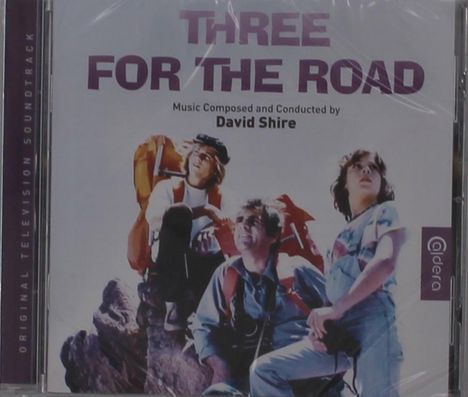 THREE
FOR THE ROAD
Music Composed and Conducted by
David Shire
ORIGINAL TELEVISION SOUNDTRACK
Caldera